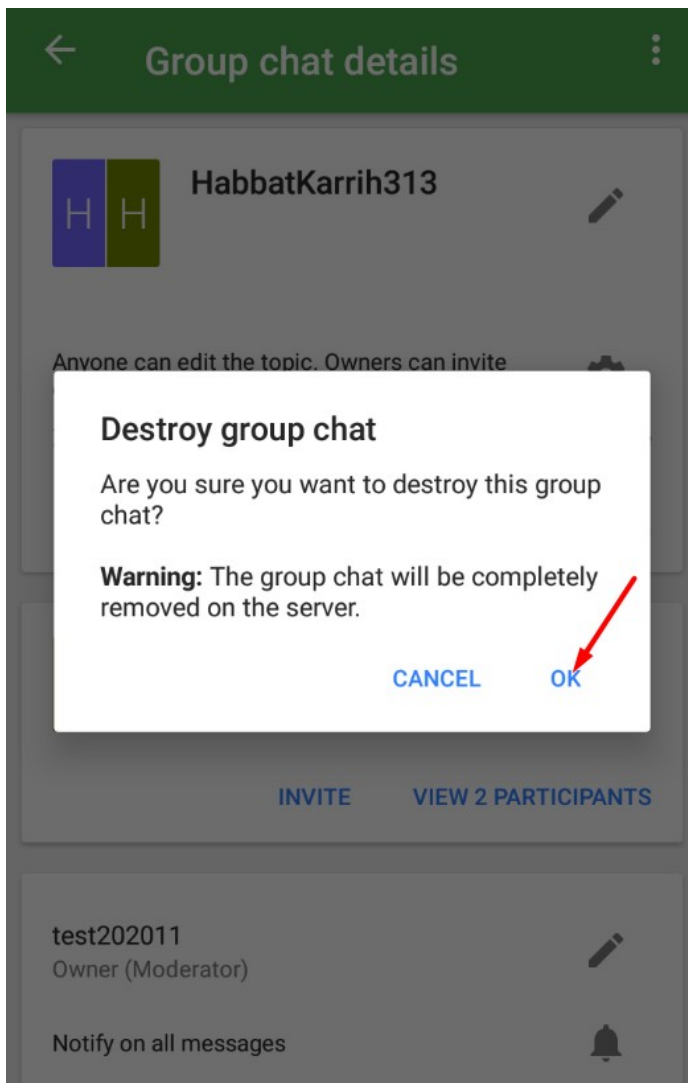 Group chat details
HabbatKarrih313
H H
Anyone can edit the topic. Owners can invite
Destroy group chat
Are you sure you want to destroy this group
chat?
Warning: The group chat will be completely
removed on the server.
CANCEL OK
INVITE VIEW 2 PARTICIPANTS
test202011
Owner (Moderator)
Notify on all messages